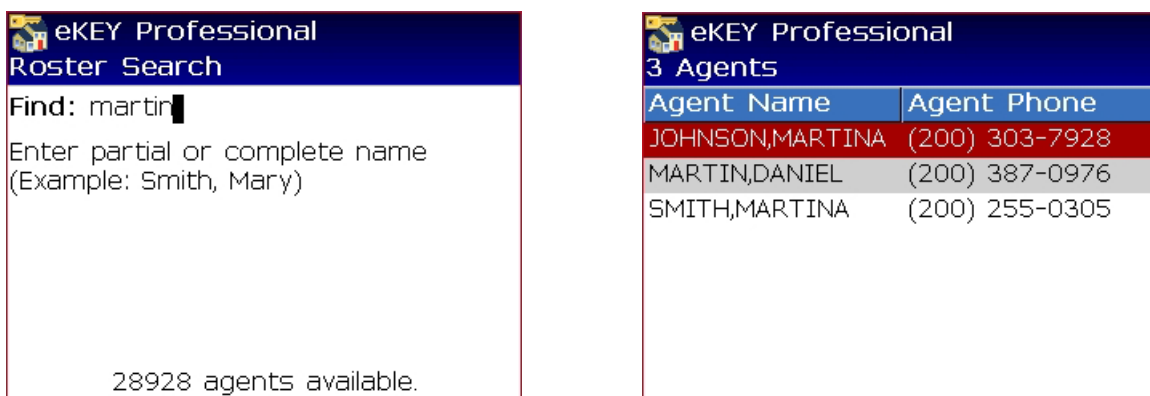 eKEY Professional
Roster Search
Find: martin
Enter partial or complete name
(Example: Smith, Mary)
28928 agents available.
eKEY Professional
3 Agents
Agent Name Agent Phone
JOHNSON,MARTINA (200) 303-7928
MARTIN,DANIEL (200) 387-0976
SMITH,MARTINA (200) 255-0305